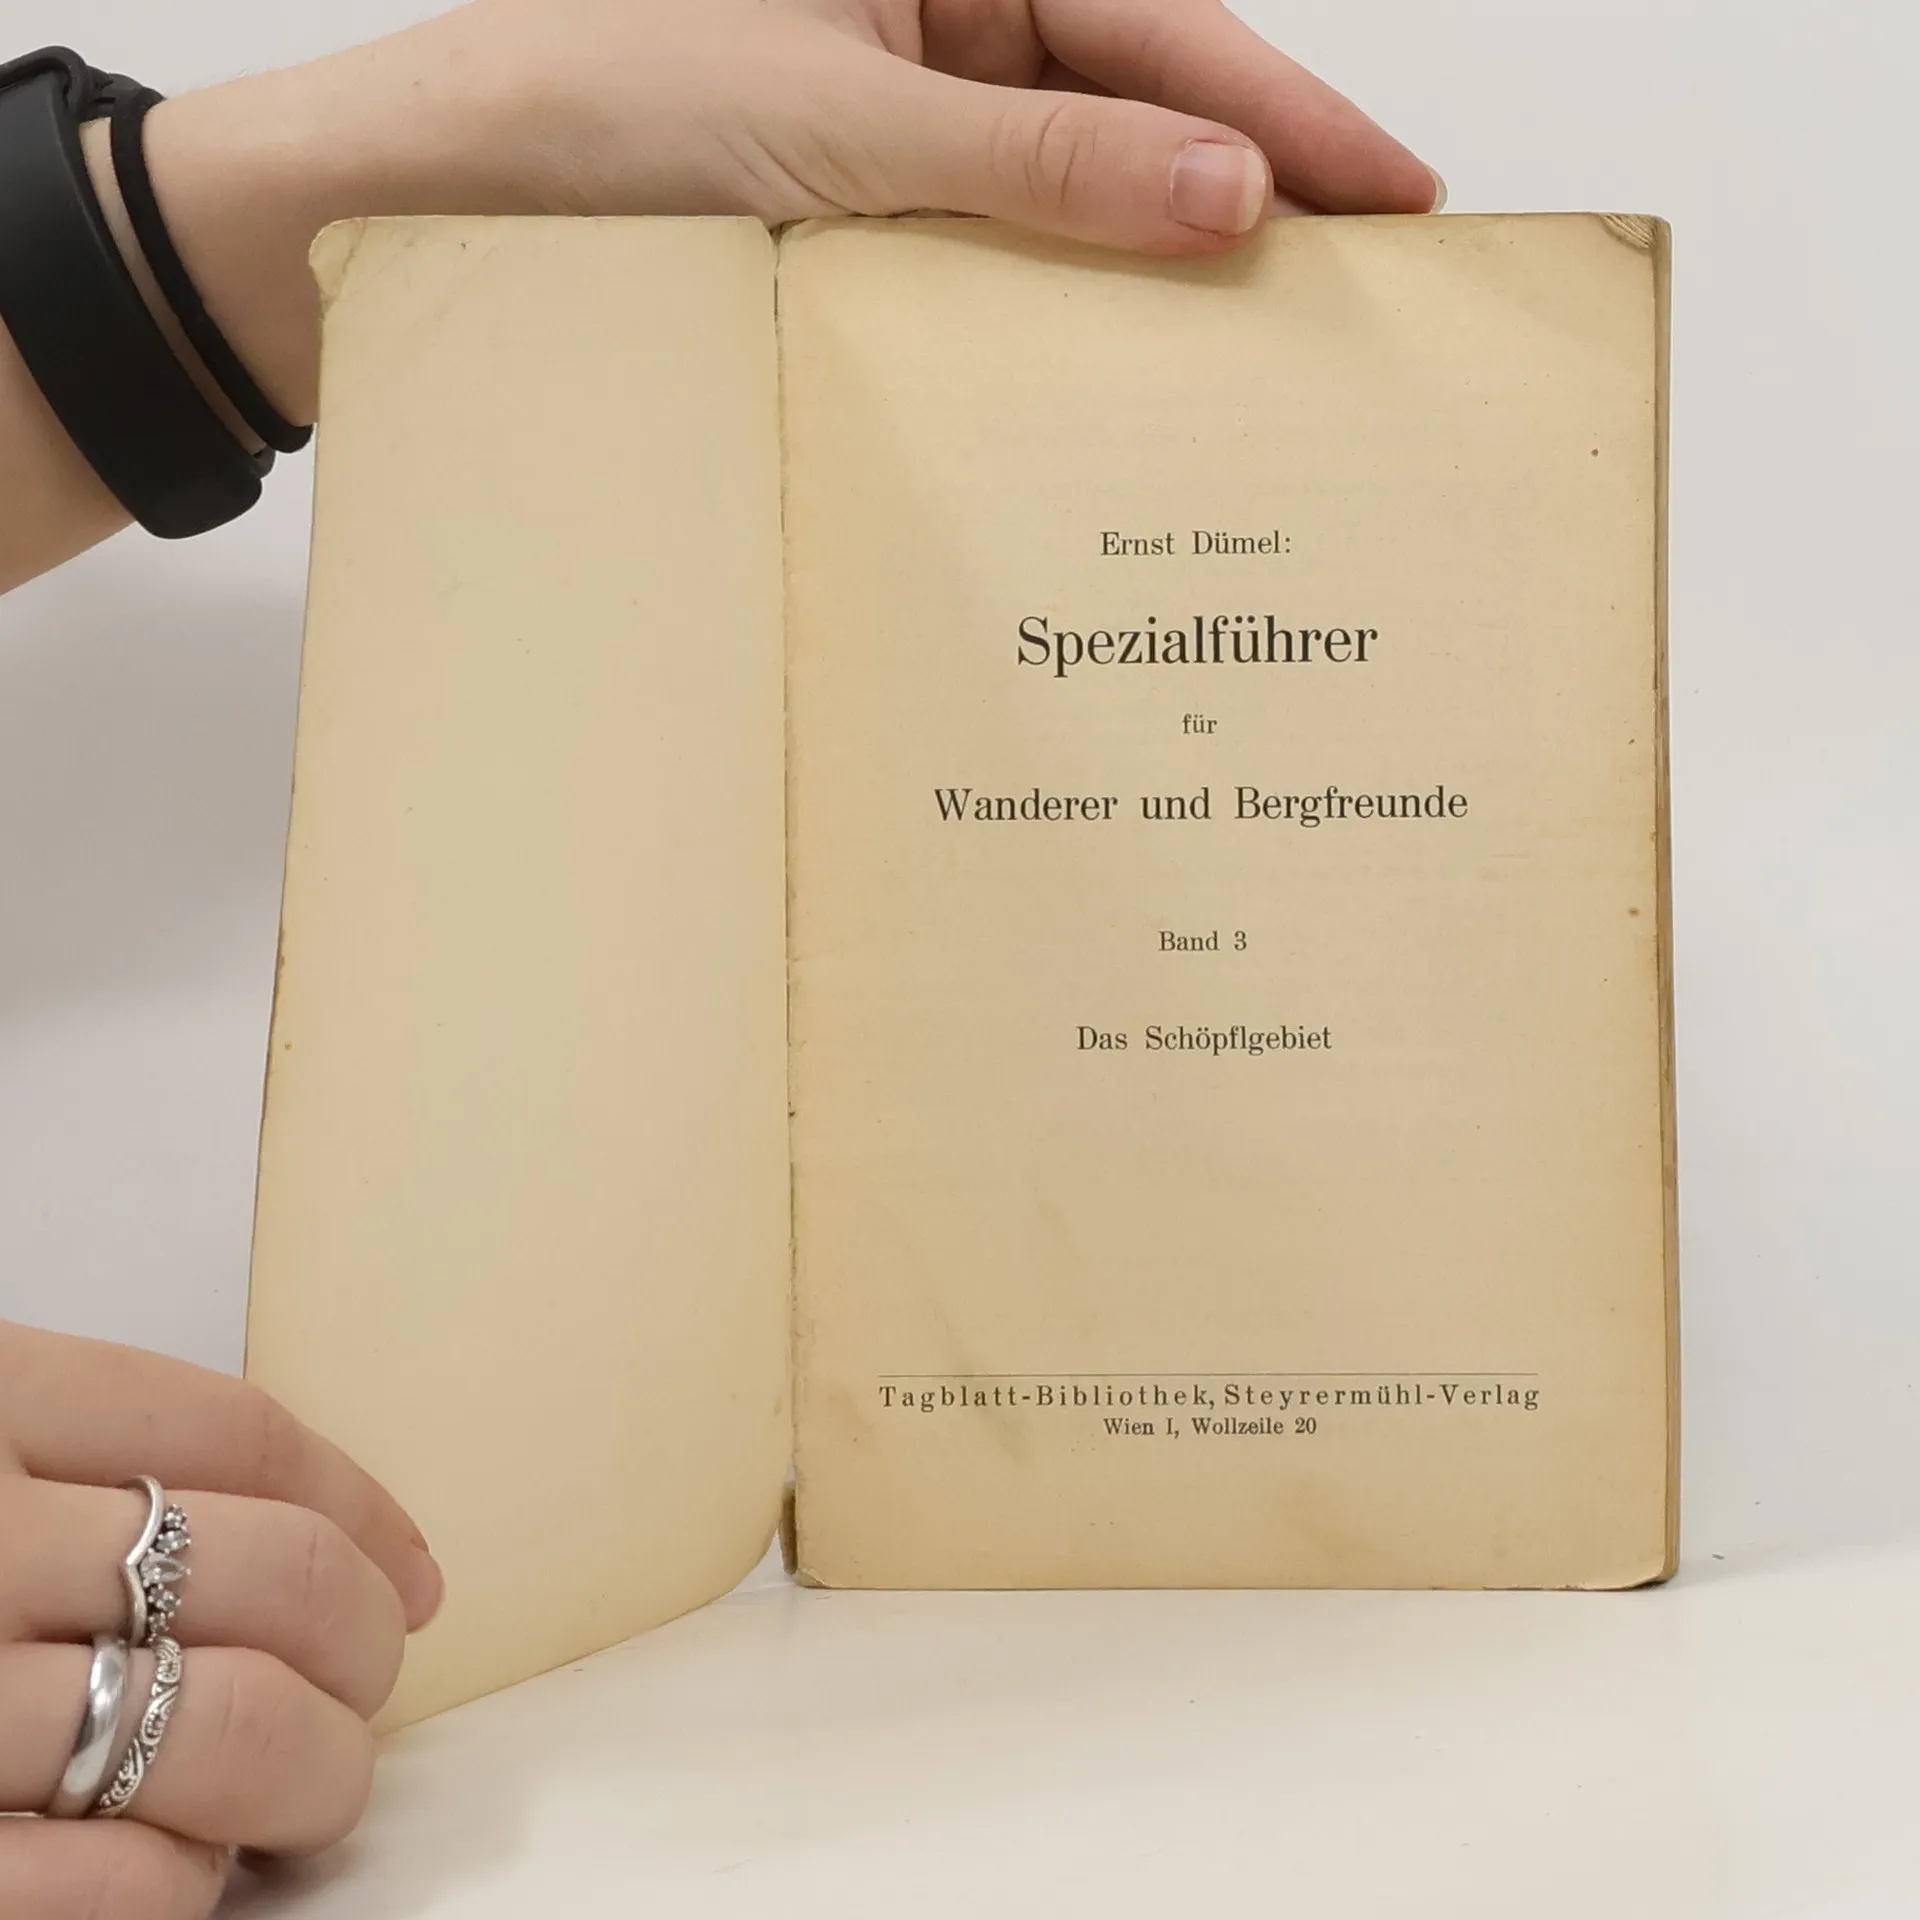 Ernst Dümel:
Spezialführer
für
Wanderer und Bergfreunde
Band 3
Das Schöpflgebiet
Tagblatt-Bibliothek, Steyrermühl-Verlag
Wien I, Wollzeile 20